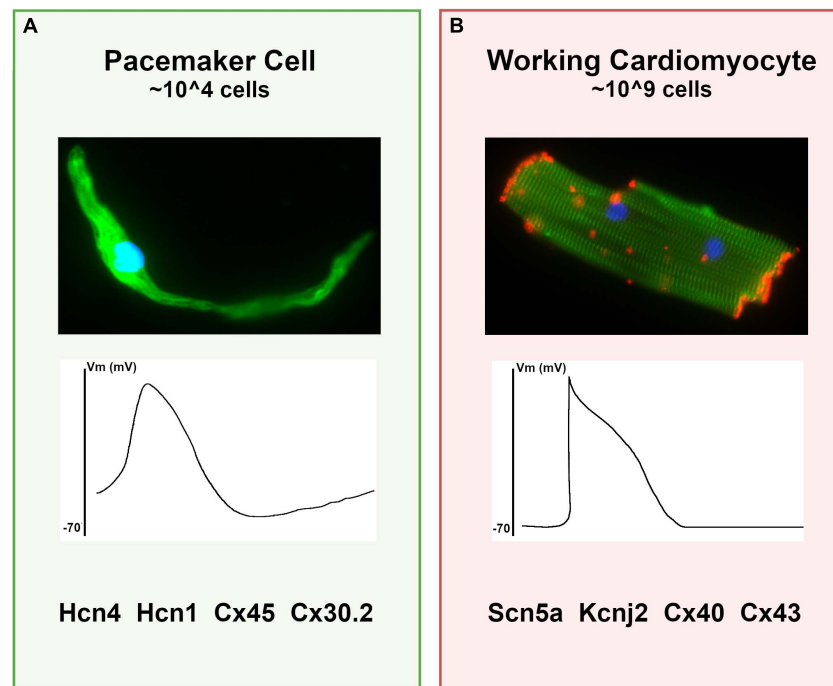 A
Pacemaker Cell
~10^4 cells
Vm (mV)
-70
Hcn4 Hcn1 Cx45 Cx30.2
B
Working Cardiomyocyte
~10^9 cells
Vm (mV)
-70
Scn5a Kcnj2 Cx40 Cx43